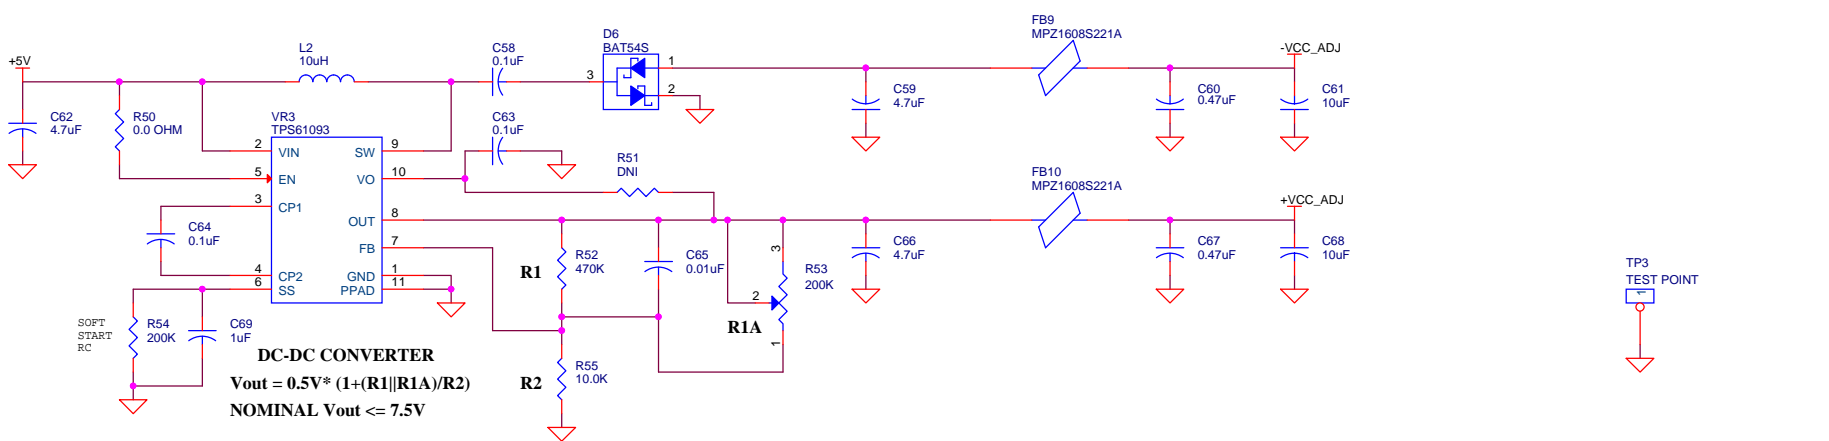 +5V
C62
4.7uF
R50
0.0 OHM
L2
10uH
VR3
TPS61093
2
VIN
5
EN
3
CP1
4
CP2
6
SS
SW
9
VO
10
OUT
8
FB
7
GND
1
PPAD
11
C64
0.1uF
SOFT
START
RC
R54
200K
C69
1uF
DC-DC CONVERTER
Vout = 0.5V* (1+(R1||R1A)/R2)
NOMINAL Vout <= 7.5V
C58
0.1uF
C63
0.1uF
D6
BAT54S
3
1
2
R51
DNI
R1
R52
470K
C65
0.01uF
R2
R55
10.0K
R1A
R53
200K
3
2
1
C59
4.7uF
FB9
MPZ1608S221A
C60
0.47uF
-VCC_ADJ
C61
10uF
C66
4.7uF
FB10
MPZ1608S221A
C67
0.47uF
+VCC_ADJ
C68
10uF
TP3
TEST POINT
1